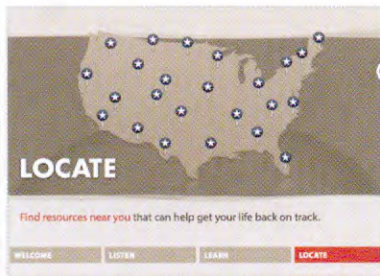 LOCATE
Find resources near you that can help get your life back on track.
WELCOME LISTEN LEARN LOCATE